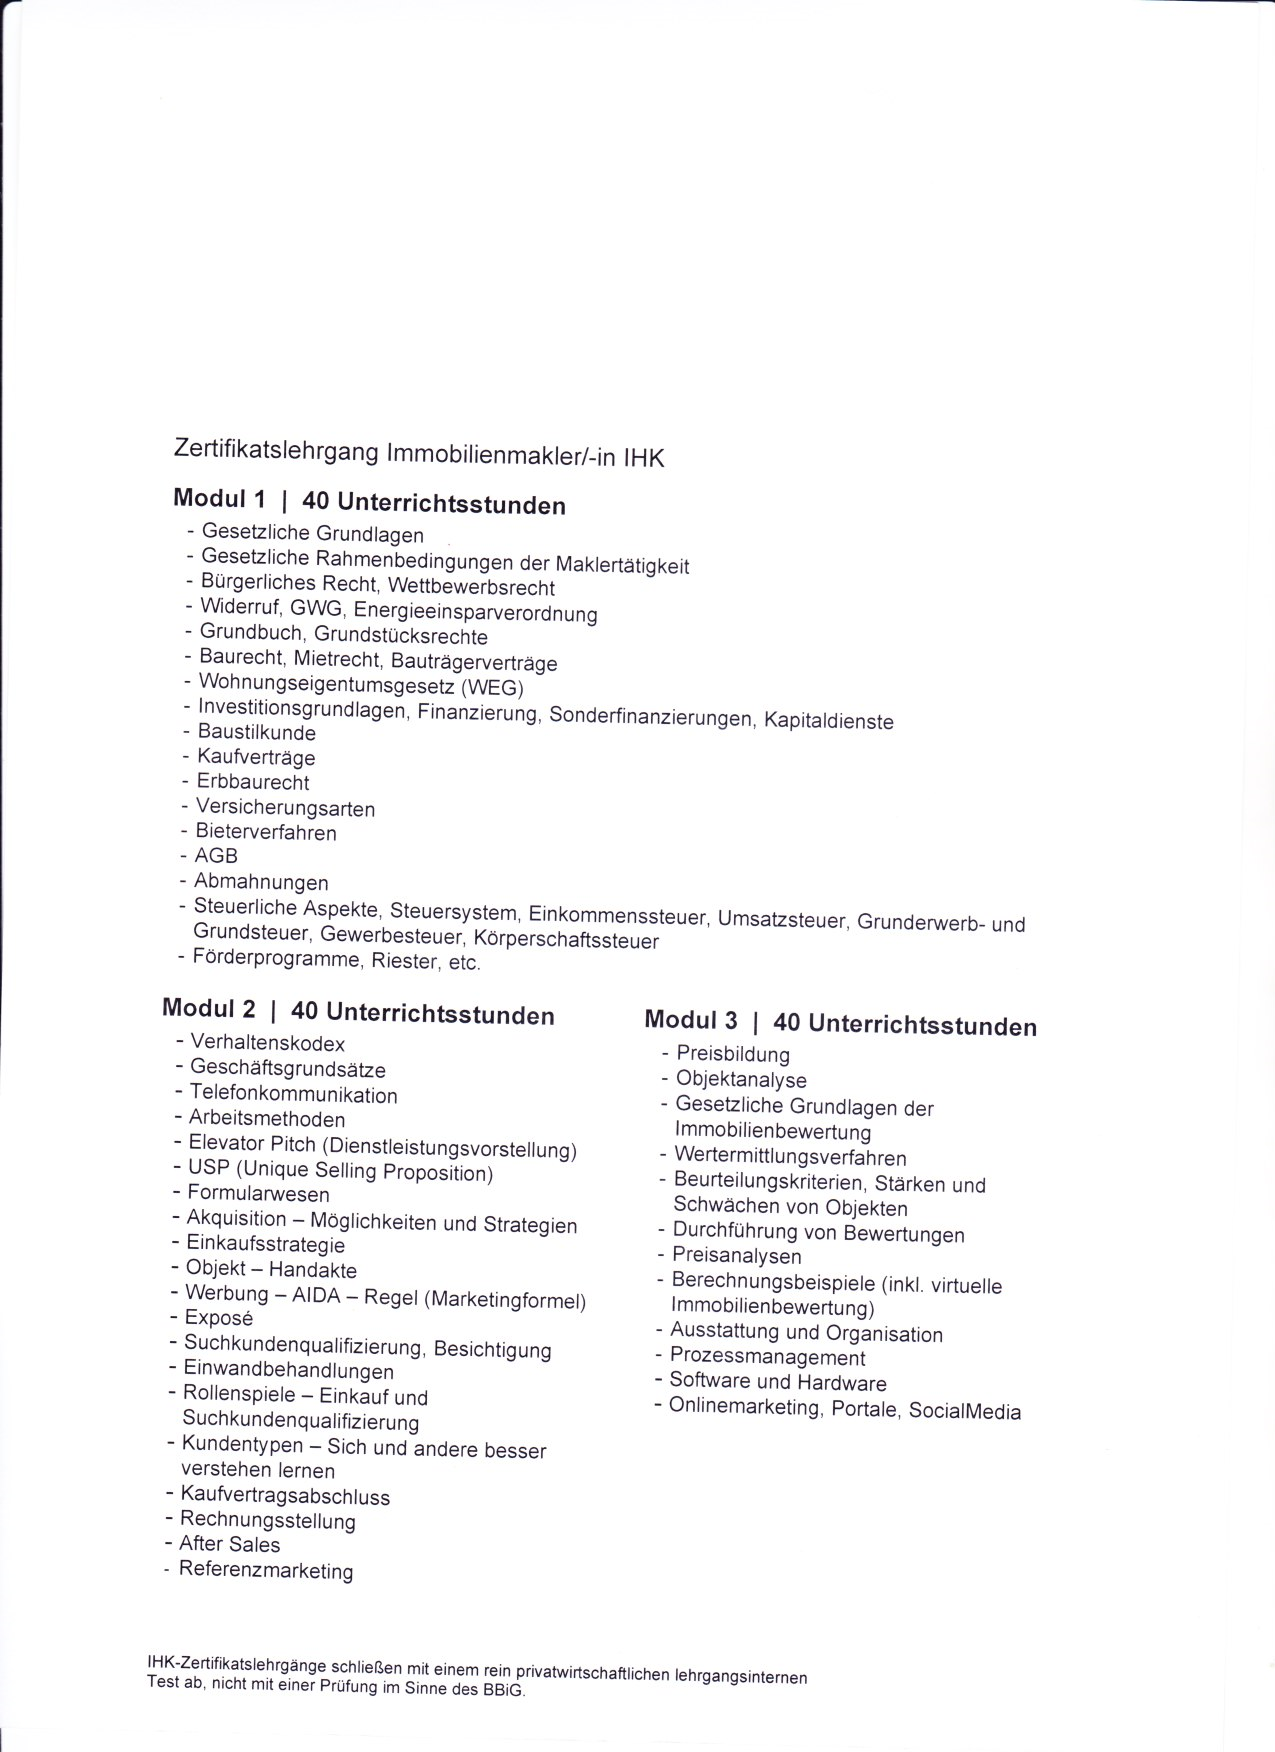 Zertifikatslehrgang Immobilienmakler/-in IHK
Modul 1 | 40 Unterrichtsstunden
- Gesetzliche Grundlagen
- Gesetzliche Rahmenbedingungen der Maklertätigkeit
- Bürgerliches Recht, Wettbewerbsrecht
- Widerruf, GWG, Energieeinsparverordnung
- Grundbuch, Grundstücksrechte
- Baurecht, Mietrecht, Bauträgerverträge
- Wohnungseigentumsgesetz (WEG)
- Investitionsgrundlagen, Finanzierung, Sonderfinanzierungen, Kapitaldienste
- Baustilkunde
- Kaufverträge
- Erbbaurecht
- Versicherungsarten
- Bieterverfahren
- AGB
- Abmahnungen
- Steuerliche Aspekte, Steuersystem, Einkommenssteuer, Umsatzsteuer, Grunderwerb- und
Grundsteuer, Gewerbesteuer, Körperschaftssteuer
- Förderprogramme, Riester, etc.
Modul 2 | 40 Unterrichtsstunden
- Verhaltenskodex
- Geschäftsgrundsätze
- Telefonkommunikation
- Arbeitsmethoden
- Elevator Pitch (Dienstleistungsvorstellung)
- USP (Unique Selling Proposition)
- Formularwesen
- Akquisition – Möglichkeiten und Strategien
- Einkaufsstrategie
- Objekt – Handakte
- Werbung – AIDA – Regel (Marketingformel)
- Exposé
- Suchkundenqualifizierung, Besichtigung
- Einwandbehandlungen
- Rollenspiele – Einkauf und
Suchkundenqualifizierung
- Kundentypen – Sich und andere besser
verstehen lernen
- Kaufvertragsabschluss
- Rechnungsstellung
- After Sales
- Referenzmarketing
Modul 3 | 40 Unterrichtsstunden
- Preisbildung
- Objektanalyse
- Gesetzliche Grundlagen der
Immobilienbewertung
- Wertermittlungsverfahren
- Beurteilungskriterien, Stärken und
Schwächen von Objekten
- Durchführung von Bewertungen
- Preisanalysen
- Berechnungsbeispiele (inkl. virtuelle
Immobilienbewertung)
- Ausstattung und Organisation
- Prozessmanagement
- Software und Hardware
- Onlinemarketing, Portale, SocialMedia
IHK-Zertifikatslehrgänge schließen mit einem rein privatwirtschaftlichen lehrgangsinternen
Test ab, nicht mit einer Prüfung im Sinne des BBiG.